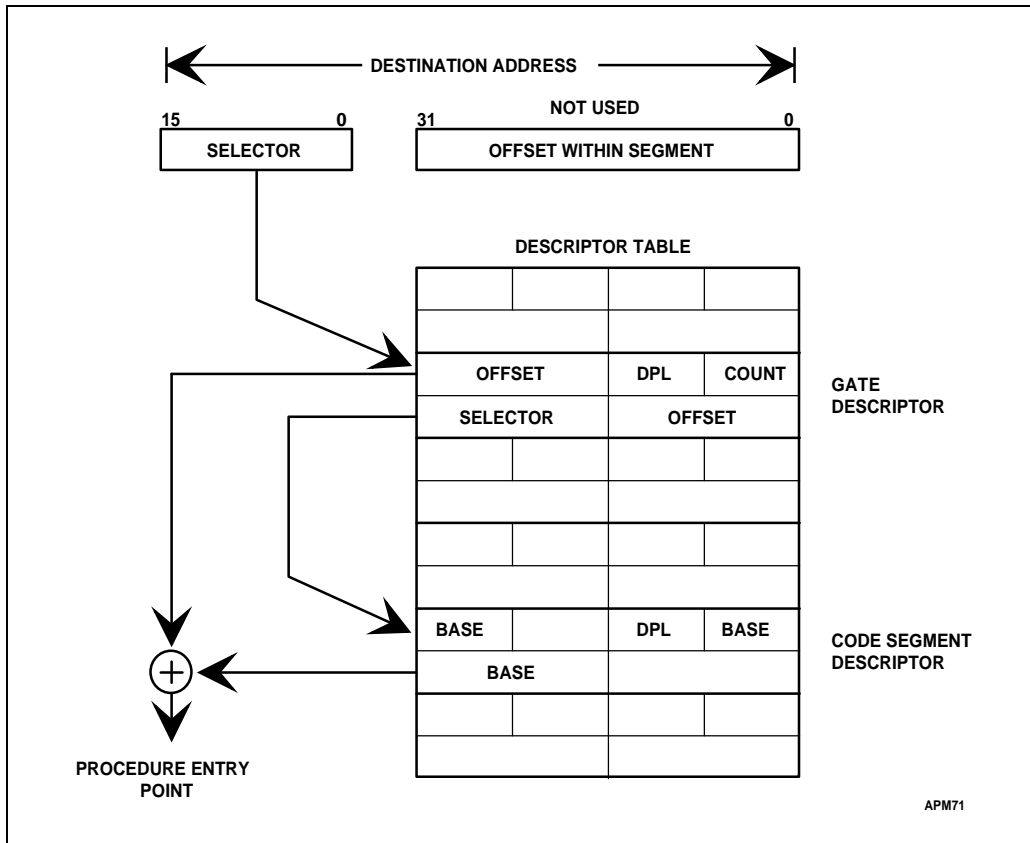 DESTINATION ADDRESS
NOT USED
15 0 31 0
SELECTOR OFFSET WITHIN SEGMENT
DESCRIPTOR TABLE
OFFSET DPL COUNT
GATE
DESCRIPTOR
SELECTOR OFFSET
BASE DPL BASE
CODE SEGMENT
DESCRIPTOR
BASE
PROCEDURE ENTRY
POINT
APM71